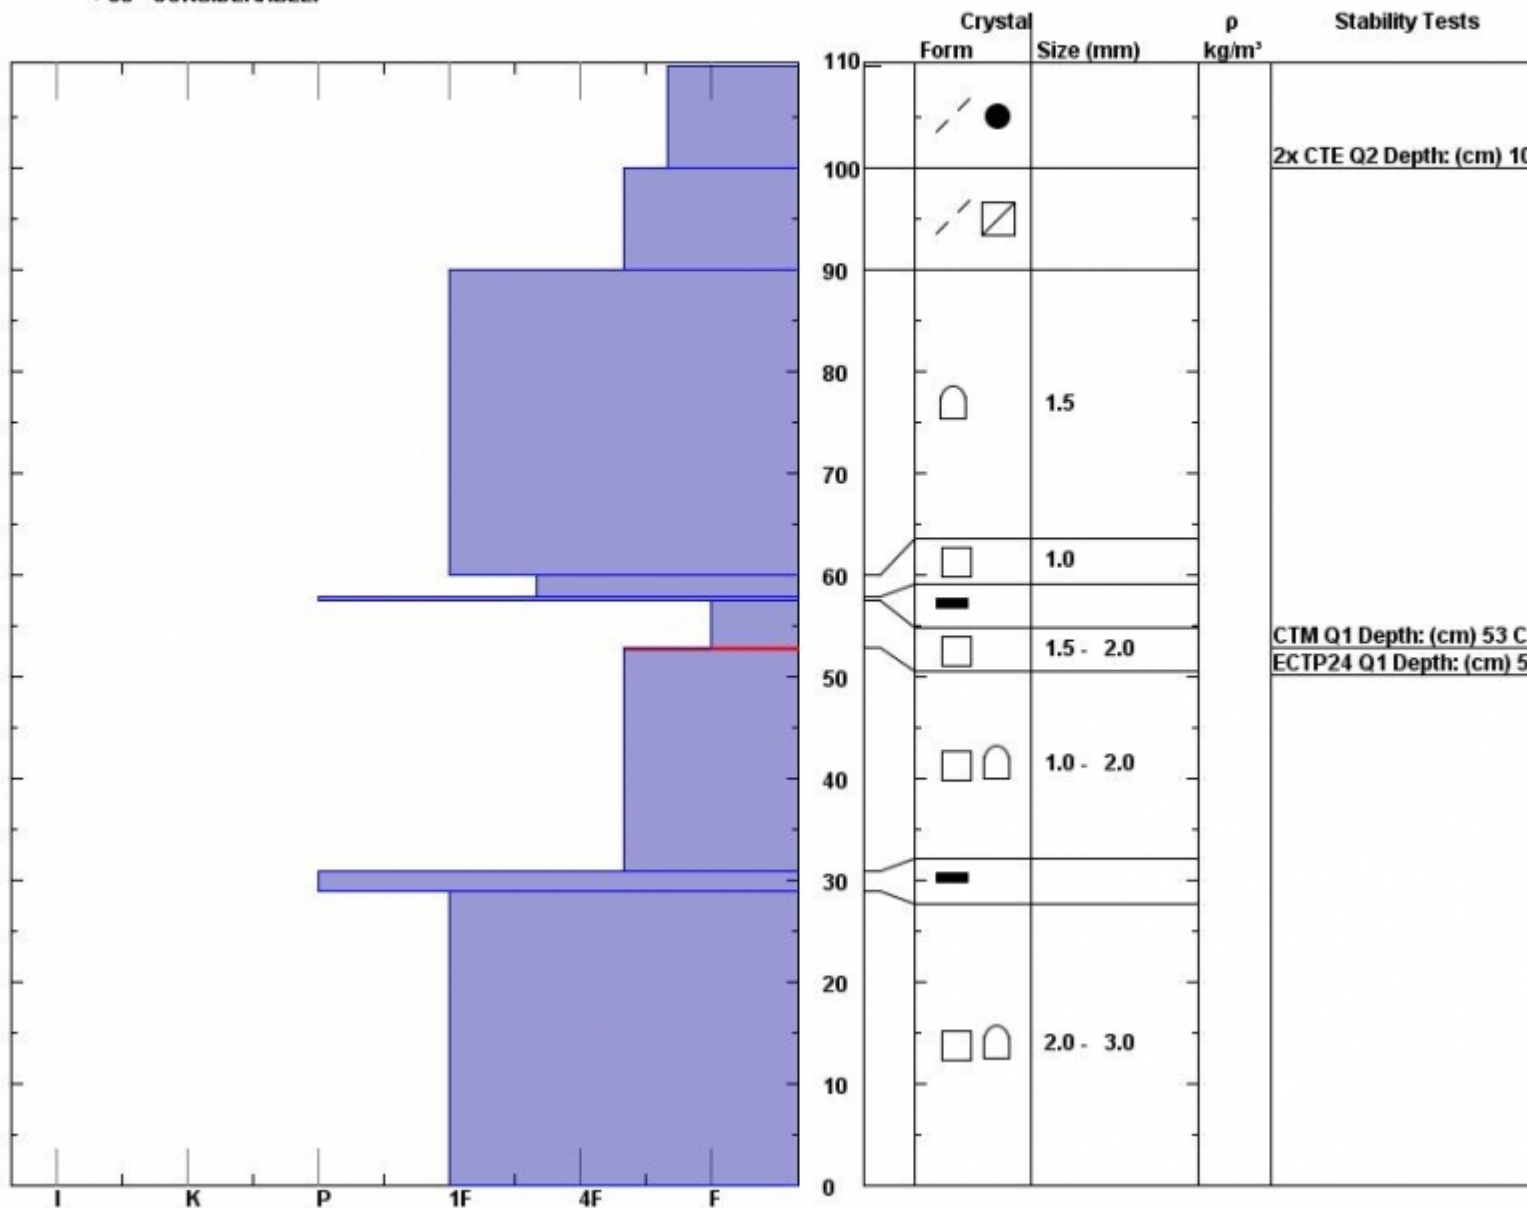 Crystal ρ Stability Tests
Form Size (mm) kg/m³
110
2x CTE Q2 Depth: (cm) 10
100
90
80
1.5
70
1.0
60
CTM Q1 Depth: (cm) 53 C
1.5 - 2.0
ECTP24 Q1 Depth: (cm) 5
50
1.0 - 2.0
40
30
20
2.0 - 3.0
10
0
I K P 1F 4F F